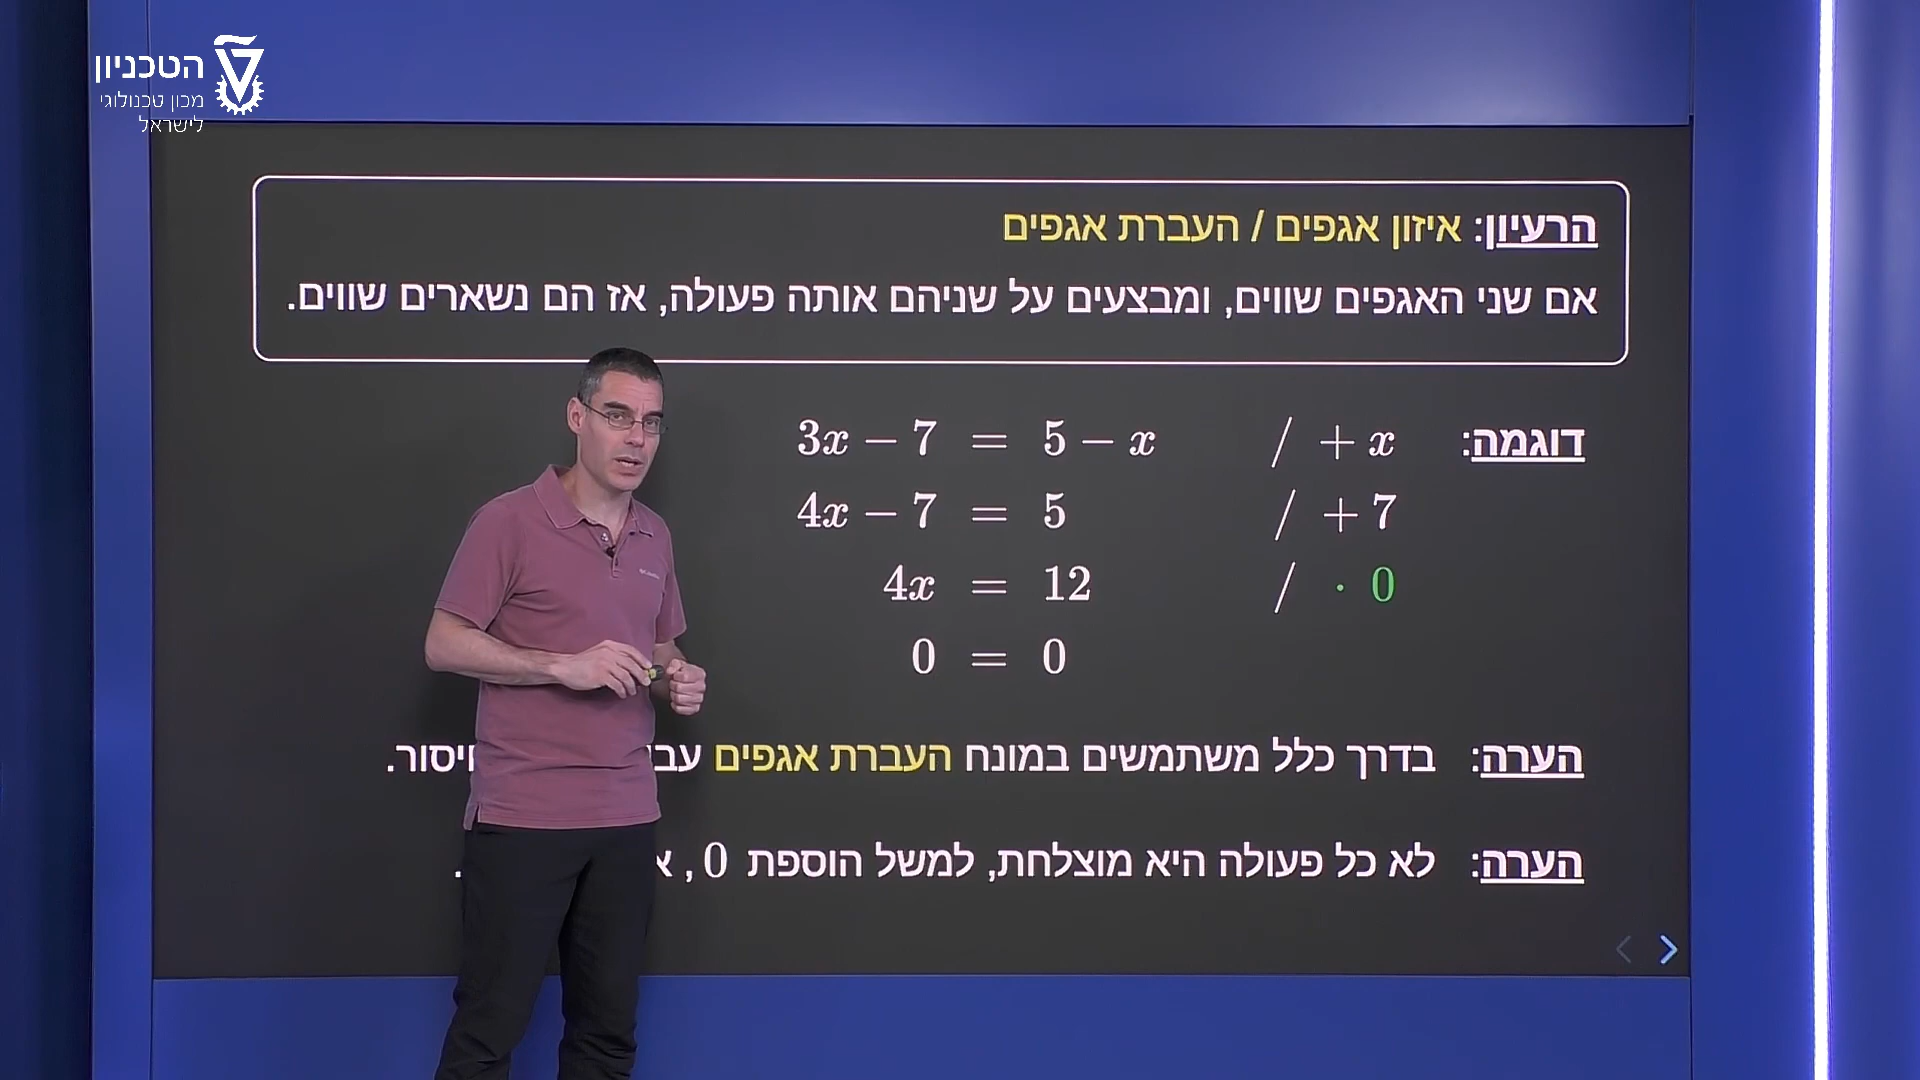 הטכניון
מכון טכנולוגי
לישראל
הרעיון: איזון אגפים / העברת אגפים
אם שני האגפים שווים, ומבצעים על שניהם אותה פעולה, אז הם נשארים שווים.
דוגמה: 3x − 7 = 5 − x / + x
4x − 7 = 5 / + 7
4x = 12 / · 0
0 = 0
הערה: בדרך כלל משתמשים במונח העברת אגפים
הערה: לא כל פעולה היא מוצלחת, למשל הוספת 0,